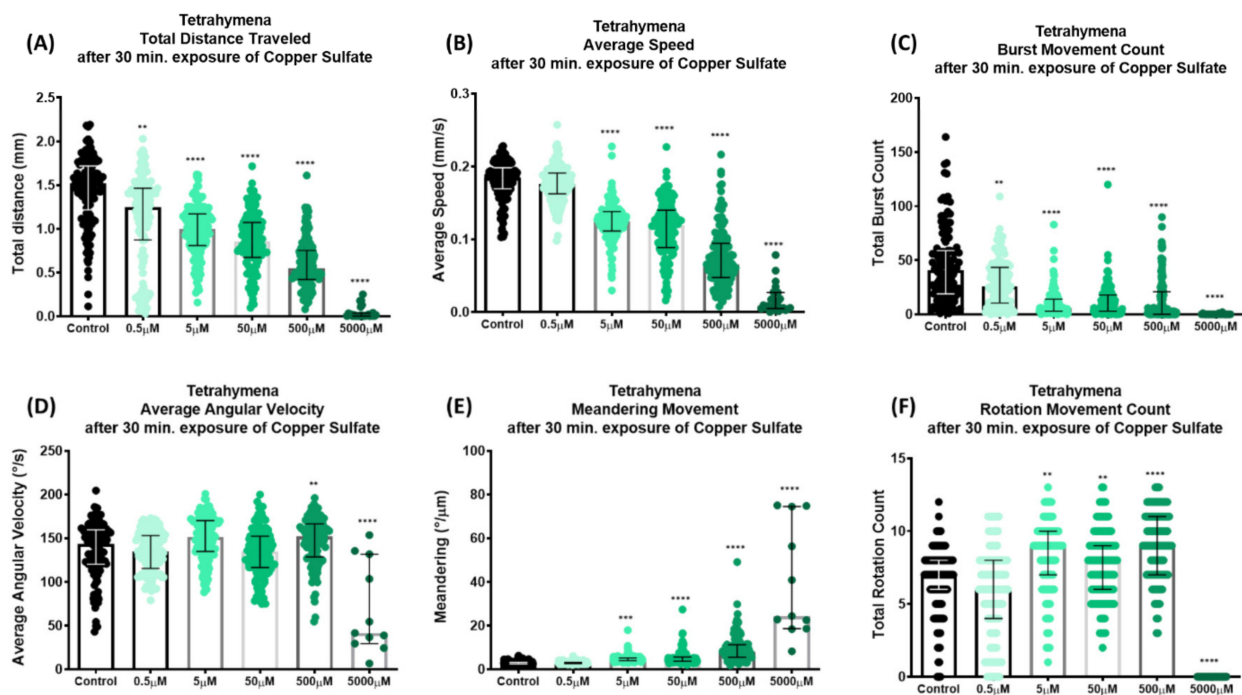 (A)
Tetrahymena
Total Distance Traveled
after 30 min. exposure of Copper Sulfate
Total distance (mm)
2.5
2.0
1.5
1.0
0.5
0.0
**
****
****
****
****
Control 0.5μM 5μM 50μM 500μM 5000μM
(B)
Tetrahymena
Average Speed
after 30 min. exposure of Copper Sulfate
Average Speed (mm/s)
0.3
0.2
0.1
0.0
****
****
****
****
Control 0.5μM 5μM 50μM 500μM 5000μM
(C)
Tetrahymena
Burst Movement Count
after 30 min. exposure of Copper Sulfate
Total Burst Count
200
150
100
50
0
**
****
****
****
****
Control 0.5μM 5μM 50μM 500μM 5000μM
(D)
Tetrahymena
Average Angular Velocity
after 30 min. exposure of Copper Sulfate
Average Angular Velocity (°/s)
250
200
150
100
50
0
**
****
Control 0.5μM 5μM 50μM 500μM 5000μM
(E)
Tetrahymena
Meandering Movement
after 30 min. exposure of Copper Sulfate
Meandering (°/μm)
100
80
60
40
20
0
***
****
****
****
Control 0.5μM 5μM 50μM 500μM 5000μM
(F)
Tetrahymena
Rotation Movement Count
after 30 min. exposure of Copper Sulfate
Total Rotation Count
15
10
5
0
**
**
****
****
Control 0.5μM 5μM 50μM 500μM 5000μM